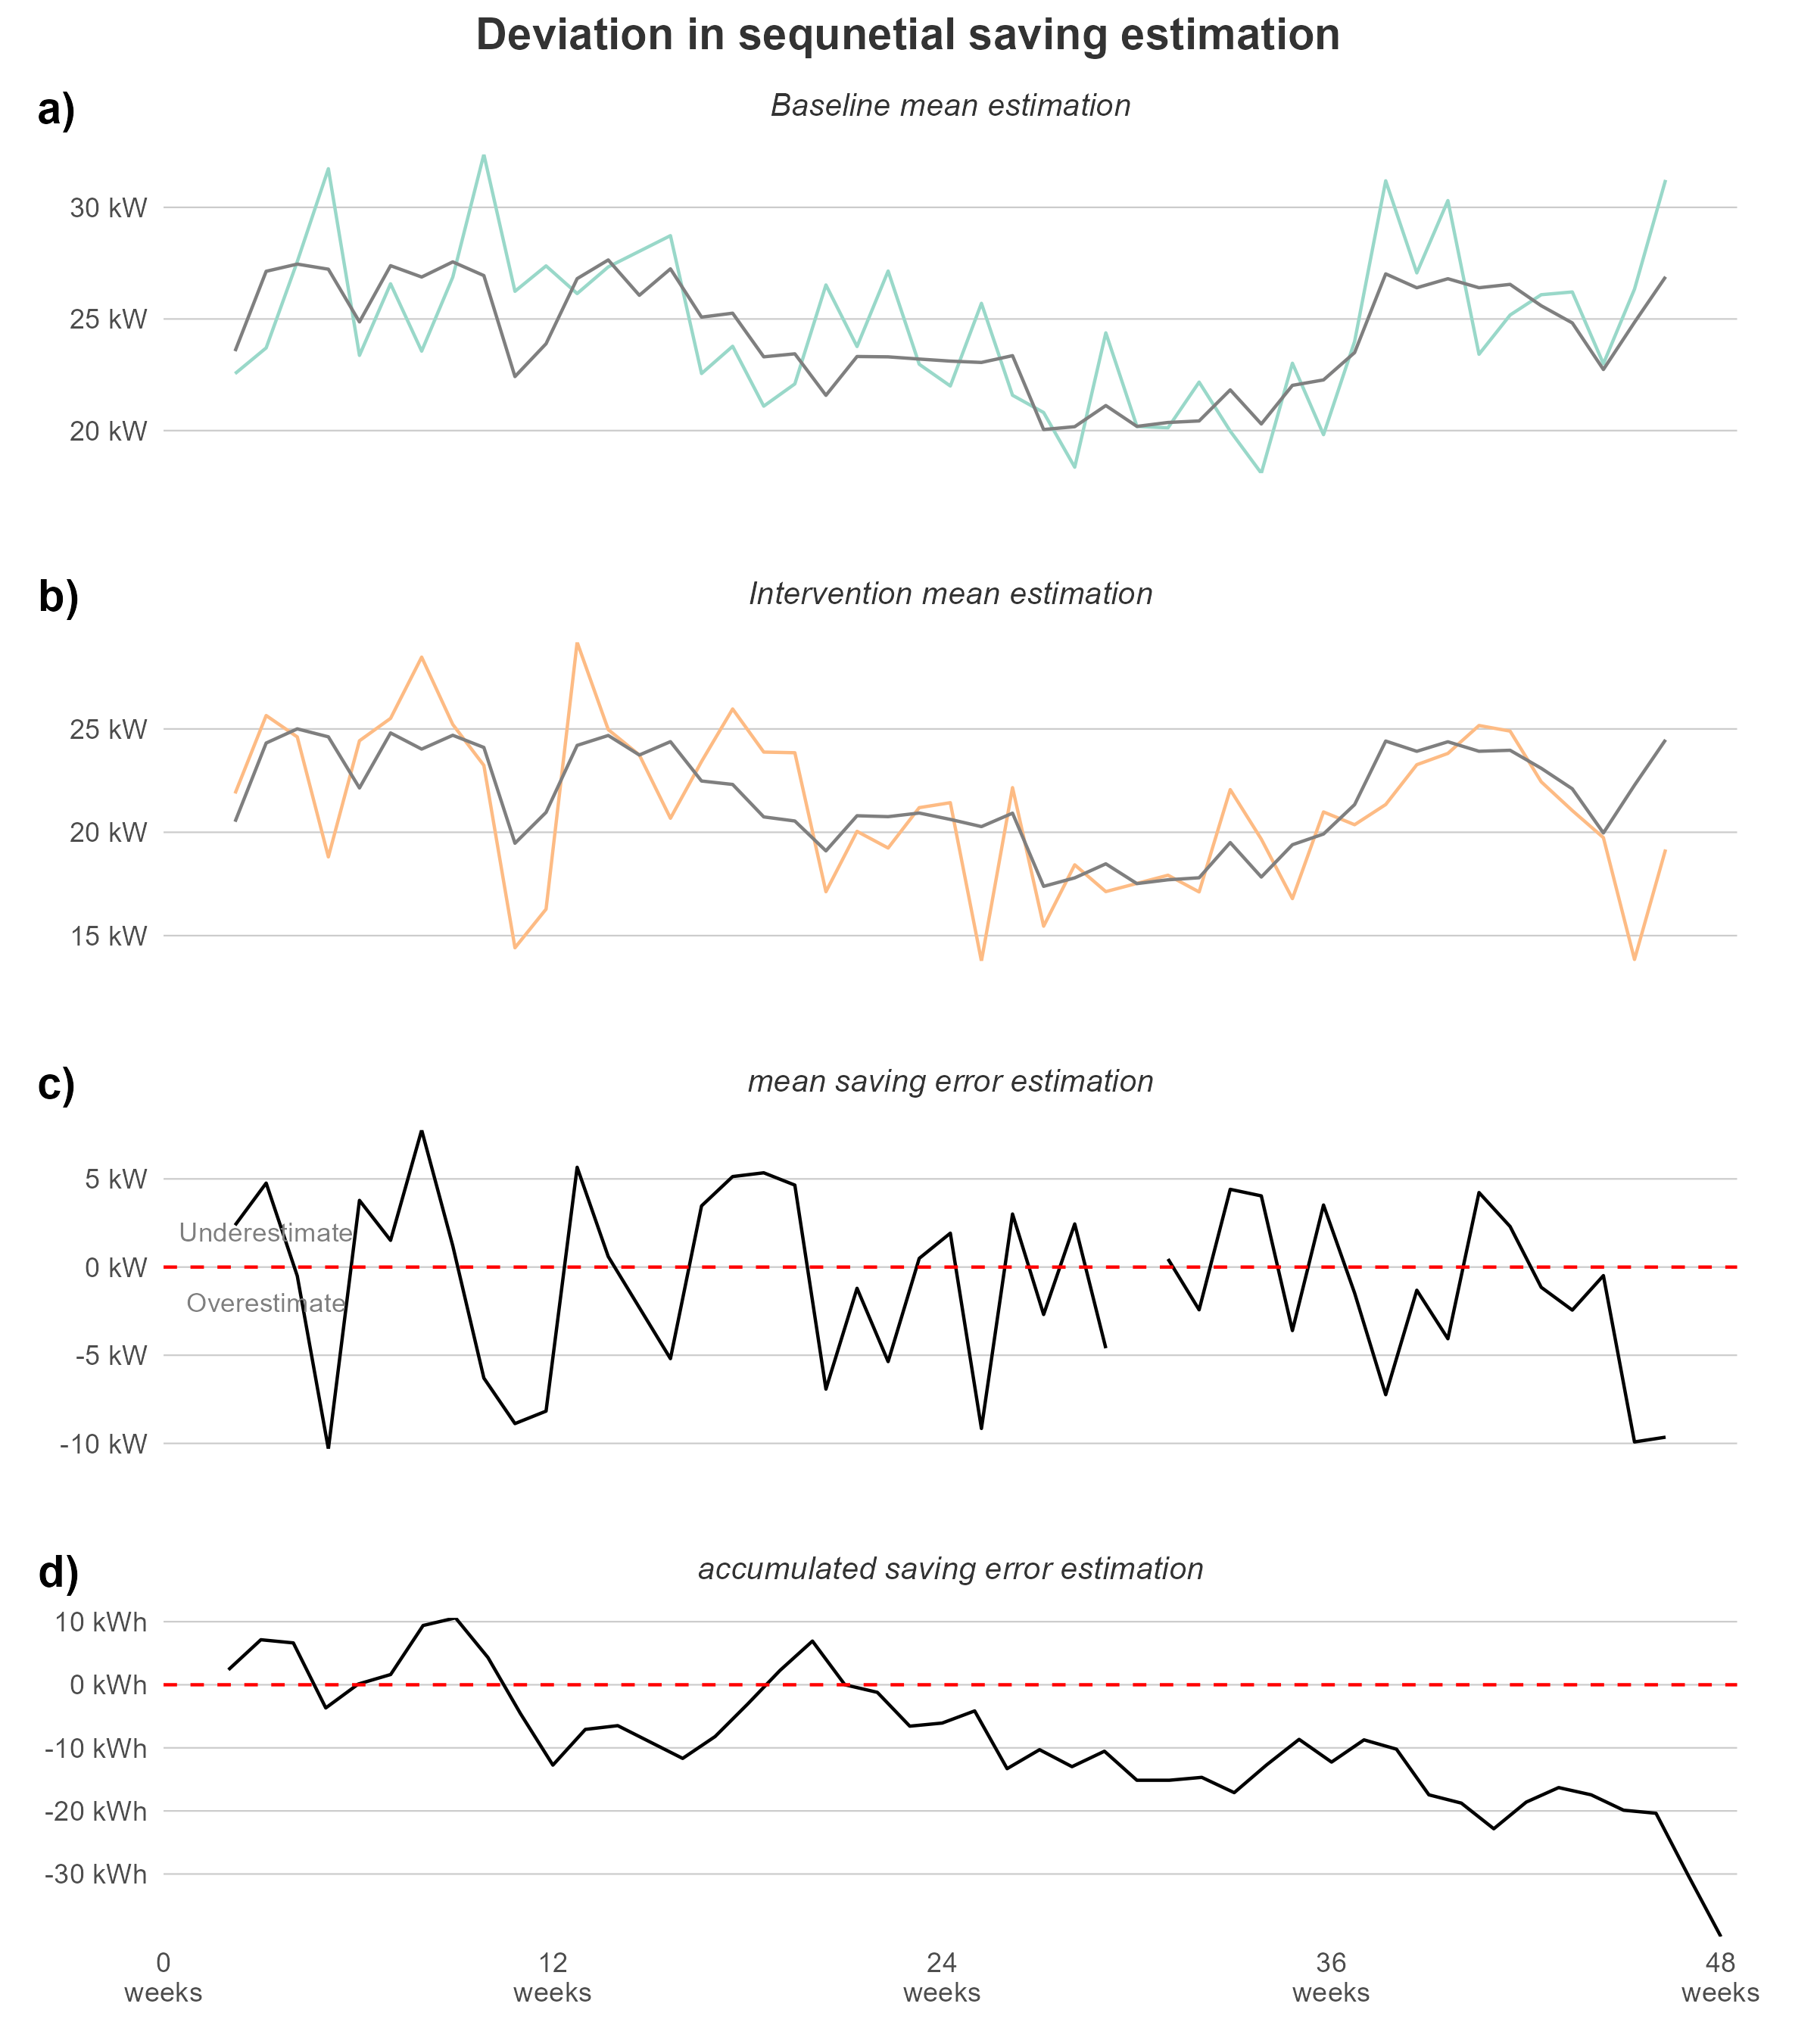 Deviation in sequnetial saving estimation
a)
Baseline mean estimation
30 kW
25 kW
20 kW
b)
Intervention mean estimation
25 kW
20 kW
15 kW
c)
mean saving error estimation
5 kW
Underestimate
0 kW
Overestimate
-5 kW
-10 kW
d)
accumulated saving error estimation
10 kWh
0 kWh
-10 kWh
-20 kWh
-30 kWh
0 12 24 36 48
weeks weeks weeks weeks weeks